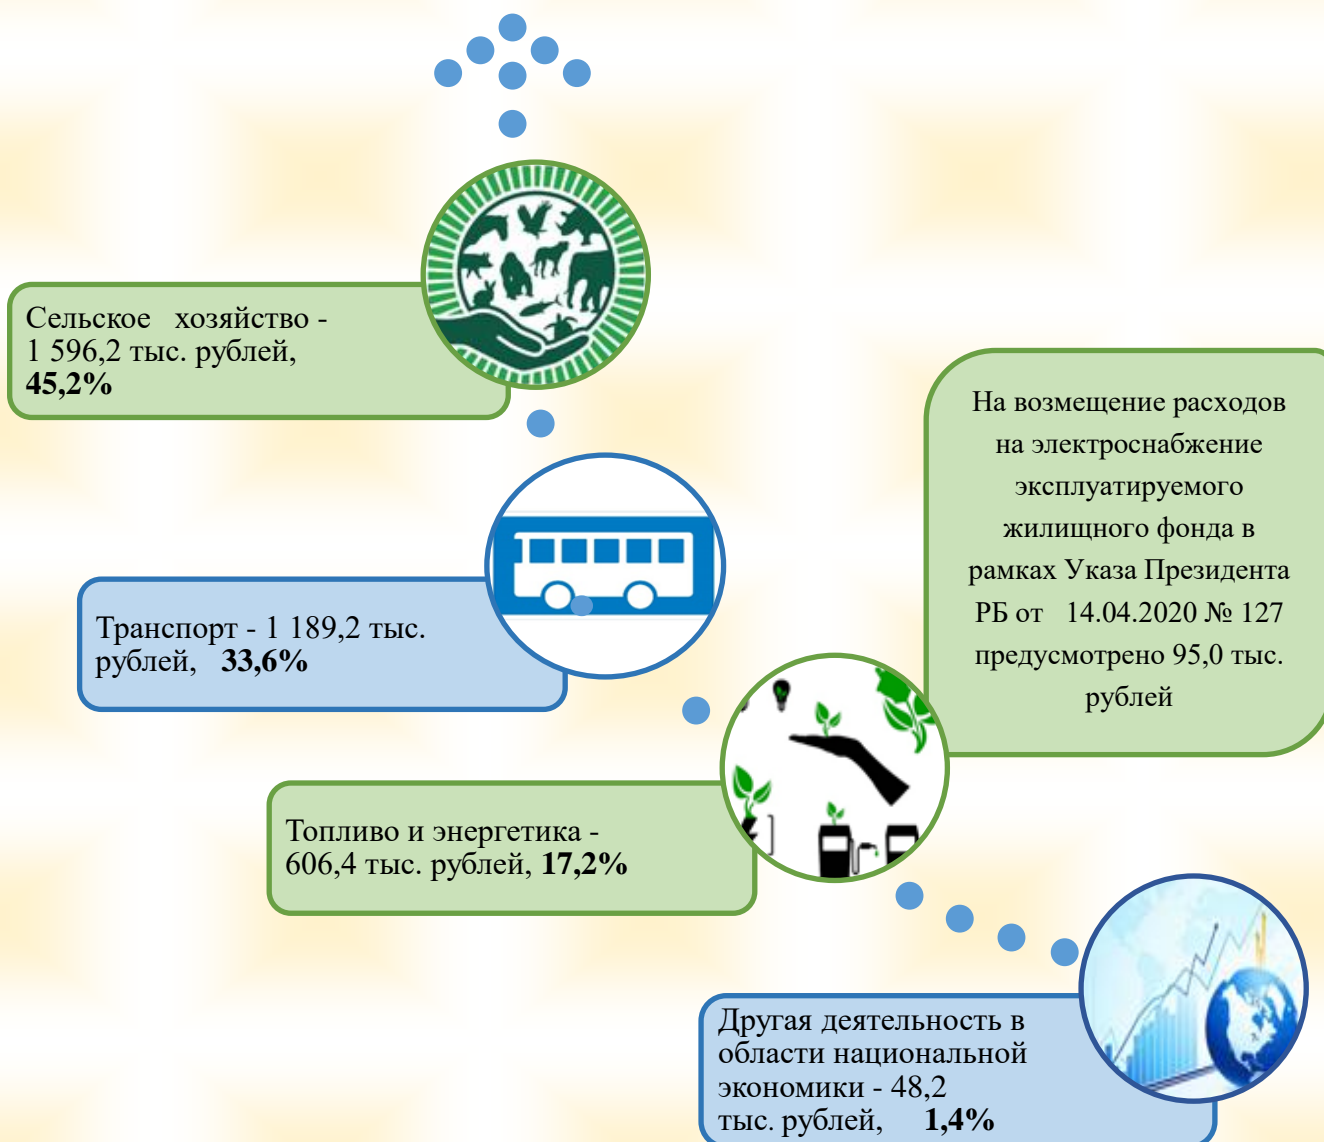 Сельское хозяйство -
1 596,2 тыс. рублей,
45,2%
На возмещение расходов
на электроснабжение
эксплуатируемого
жилищного фонда в
рамках Указа Президента
РБ от 14.04.2020 № 127
предусмотрено 95,0 тыс.
рублей
Транспорт - 1 189,2 тыс.
рублей, 33,6%
Топливо и энергетика -
606,4 тыс. рублей, 17,2%
Другая деятельность в
области национальной
экономики - 48,2
тыс. рублей, 1,4%